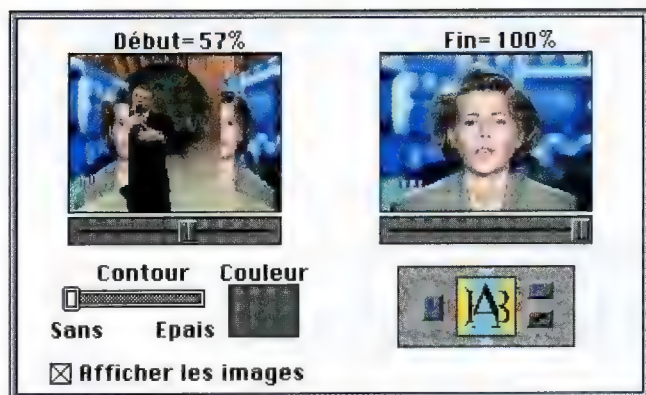 Début=57%
Fin=100%
Contour
Couleur
Sans
Epais
A
B
Afficher les images